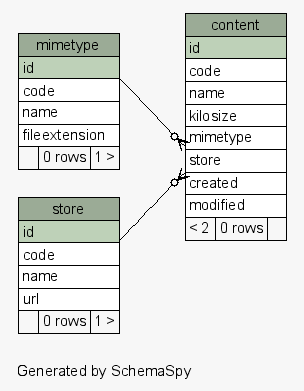 mimetype
id
code
name
fileextension
0 rows 1 >
store
id
code
name
url
0 rows 1 >
content
id
code
name
kilosize
mimetype
store
created
modified
< 2 0 rows
Generated by SchemaSpy